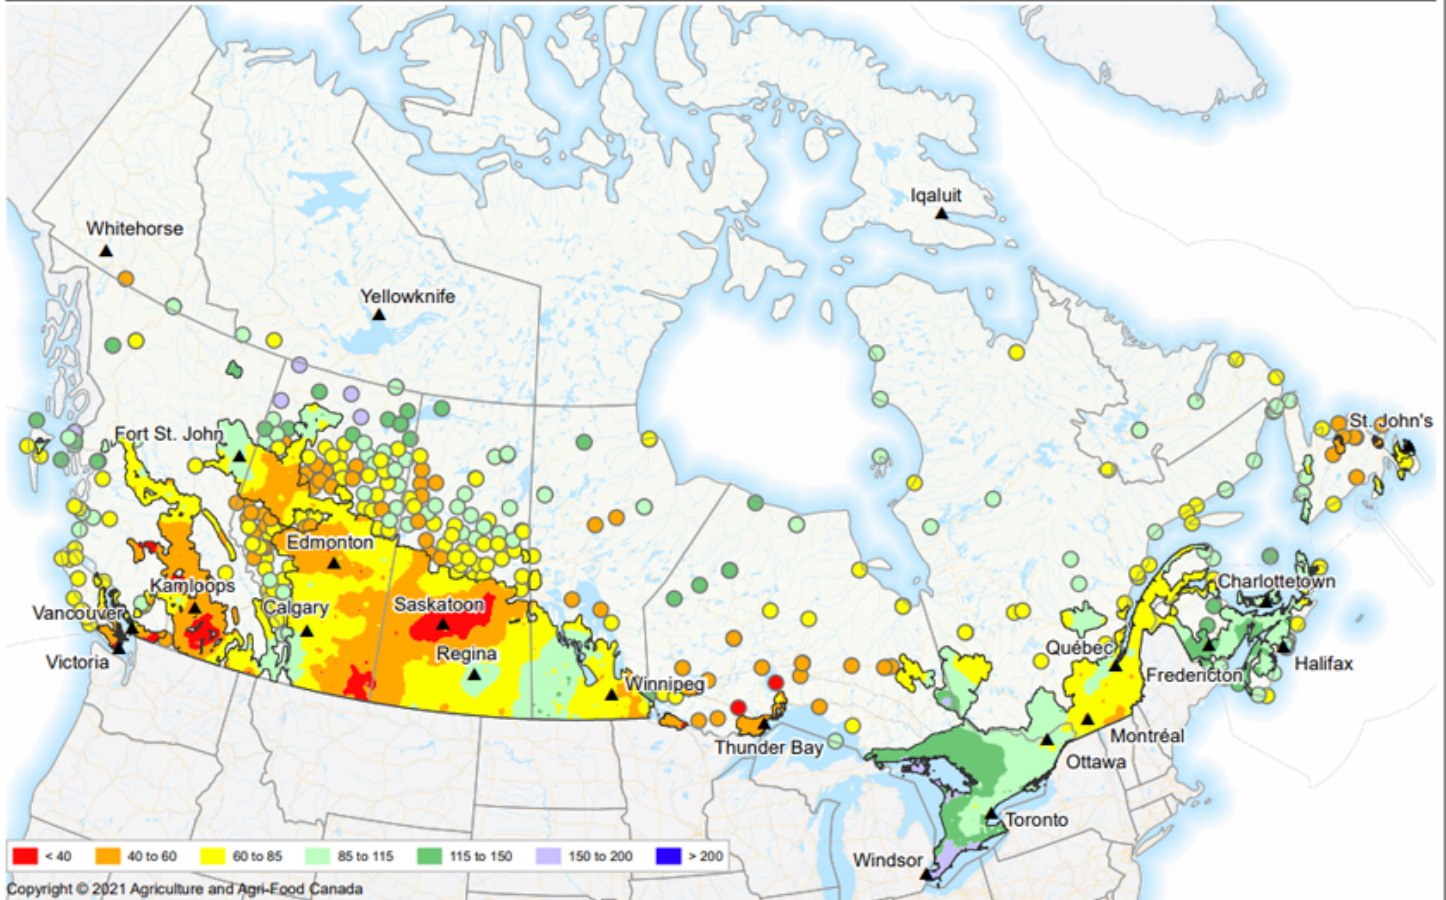 Iqaluit
Whitehorse
Yellowknife
St. John's
Fort St. John
Edmonton
Charlottetown
Kamloops
Vancouver
Calgary
Saskatoon
Québec
Regina
Victoria
Halifax
Fredericton
Winnipeg
Montréal
Thunder Bay
Ottawa
Toronto
< 40 40 to 60 60 to 85 85 to 115 115 to 150 150 to 200 > 200
Windsor
Copyright © 2021 Agriculture and Agri-Food Canada